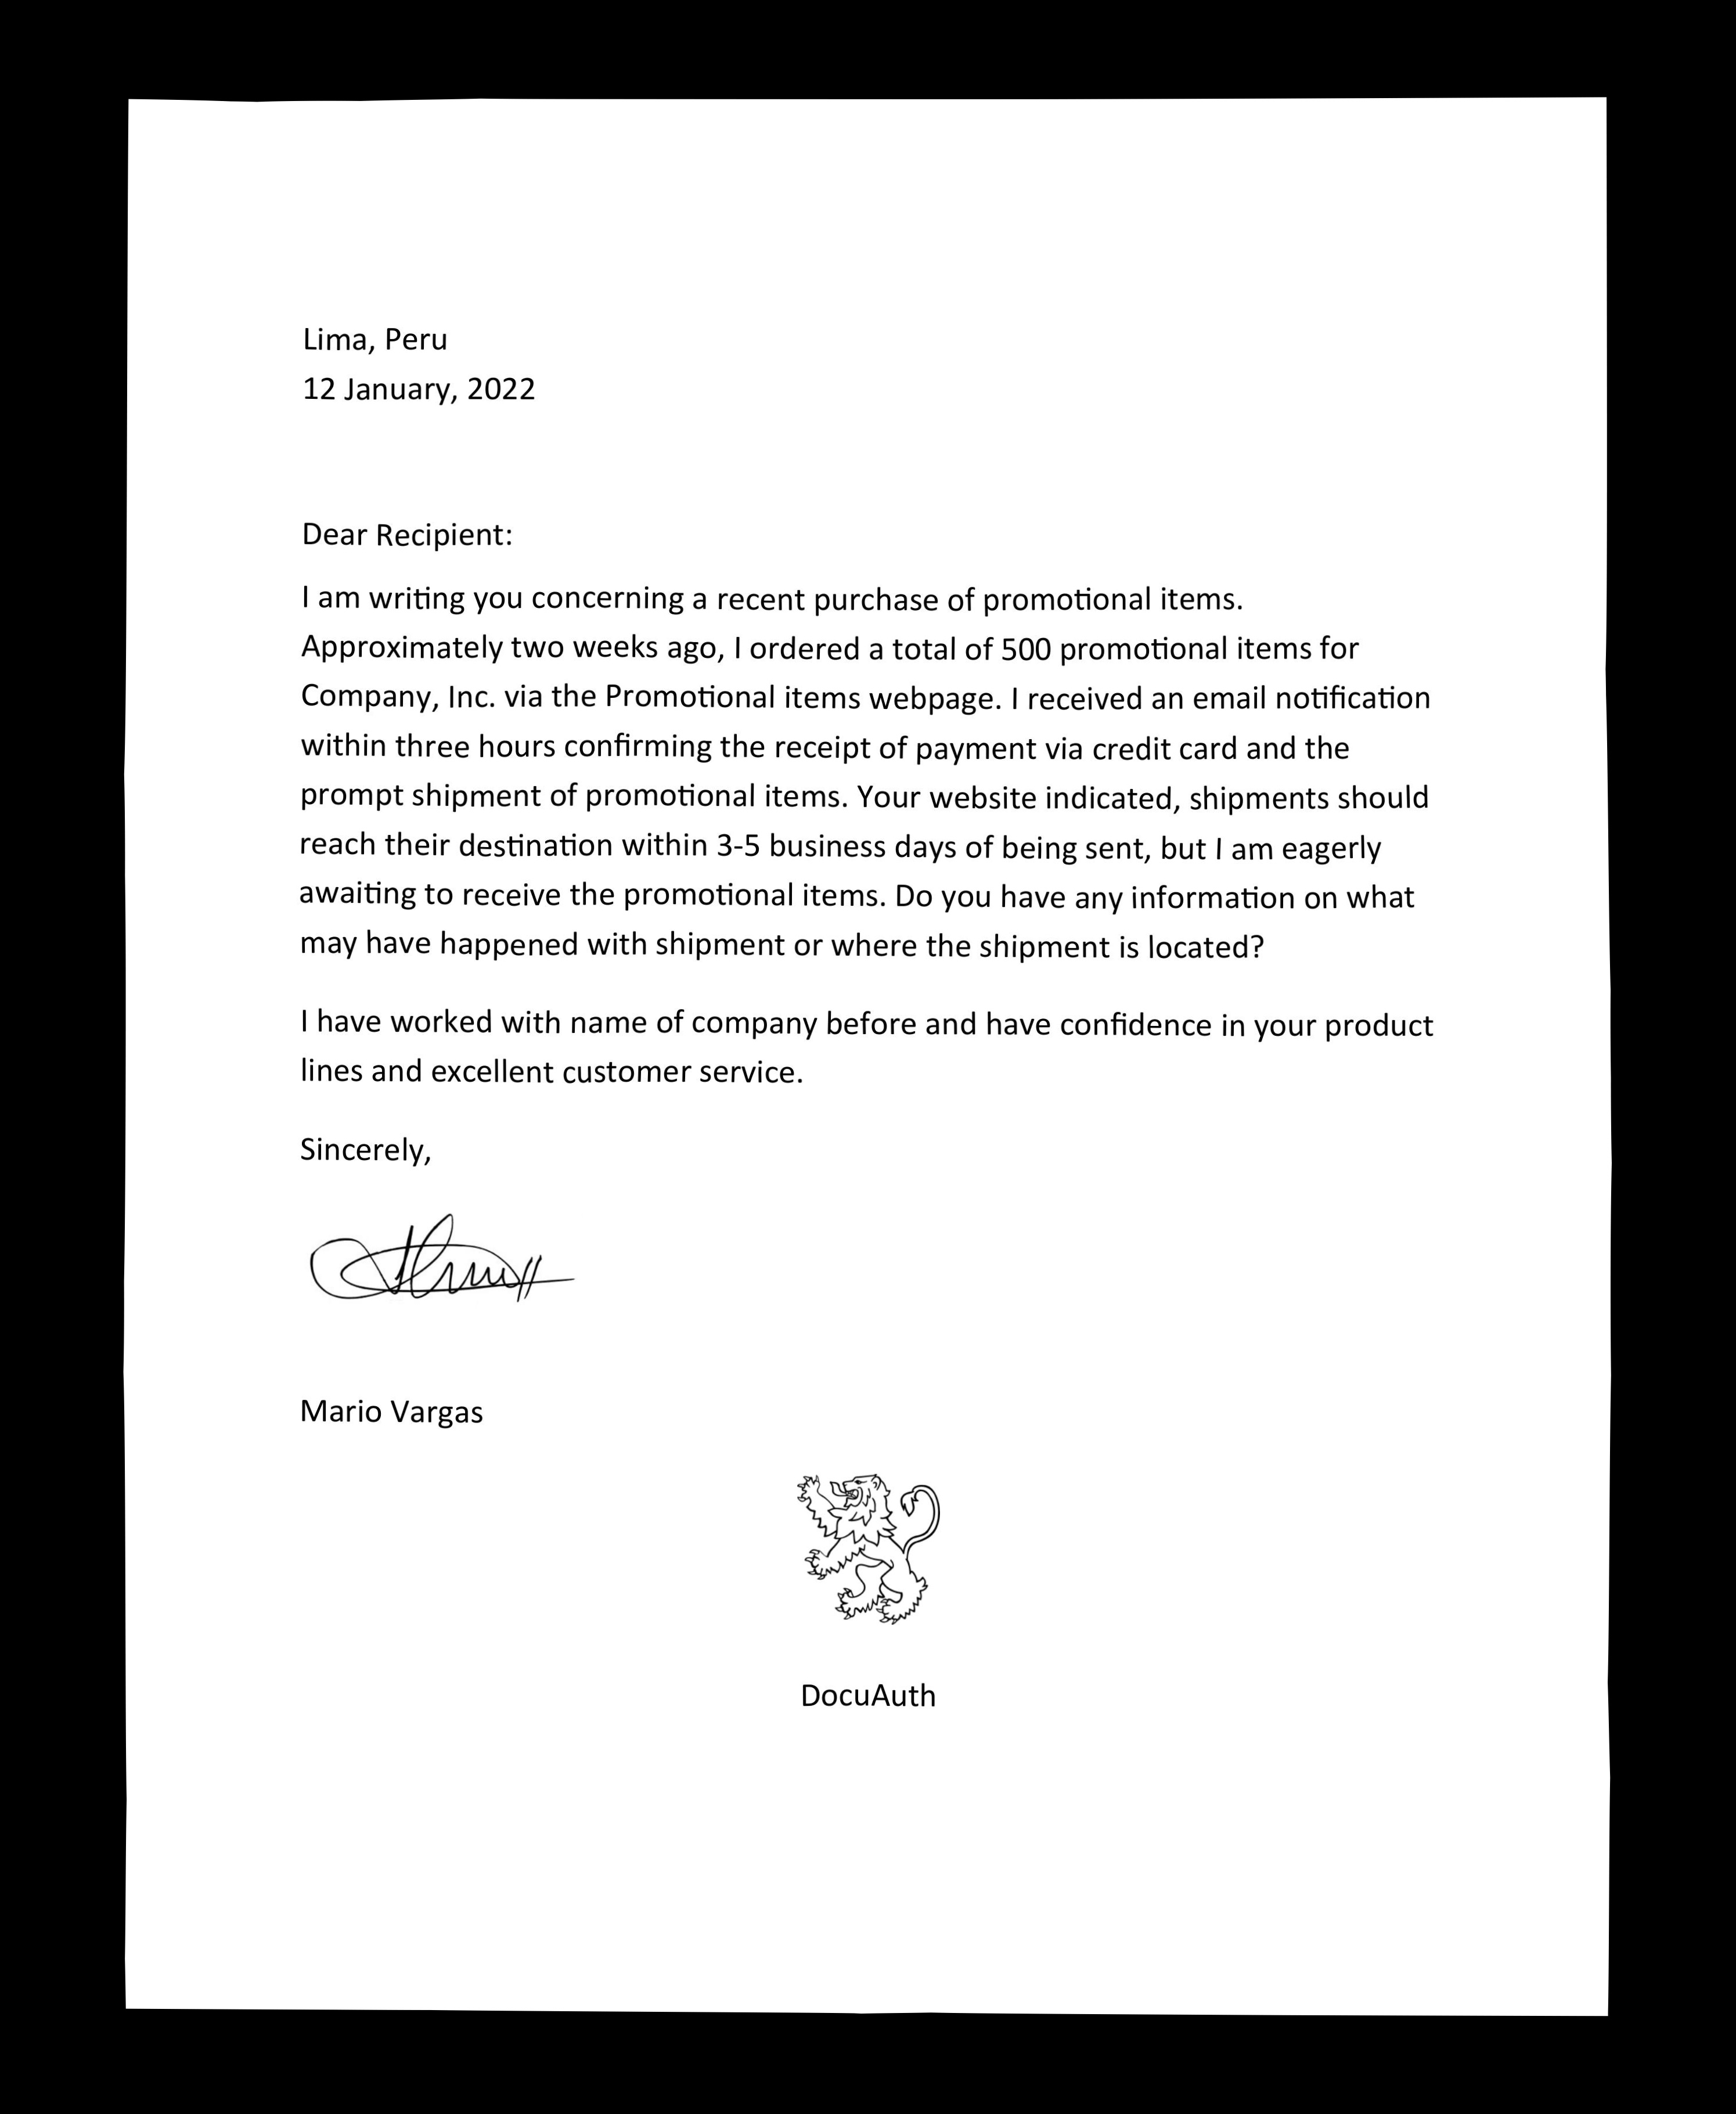 Lima, Peru
12 January, 2022
Dear Recipient:
I am writing you concerning a recent purchase of promotional items.
Approximately two weeks ago, I ordered a total of 500 promotional items for
Company, Inc. via the Promotional items webpage. I received an email notification
within three hours confirming the receipt of payment via credit card and the
prompt shipment of promotional items. Your website indicated, shipments should
reach their destination within 3-5 business days of being sent, but I am eagerly
awaiting to receive the promotional items. Do you have any information on what
may have happened with shipment or where the shipment is located?
I have worked with name of company before and have confidence in your product
lines and excellent customer service.
Sincerely,
Mario Vargas
DocuAuth